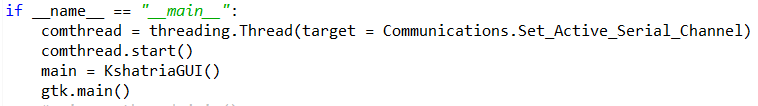 if __name__ == "__main__":
    comthread = threading.Thread(target = Communications.Set_Active_Serial_Channel)
    comthread.start()
    main = KshatriaGUI()
    gtk.main()